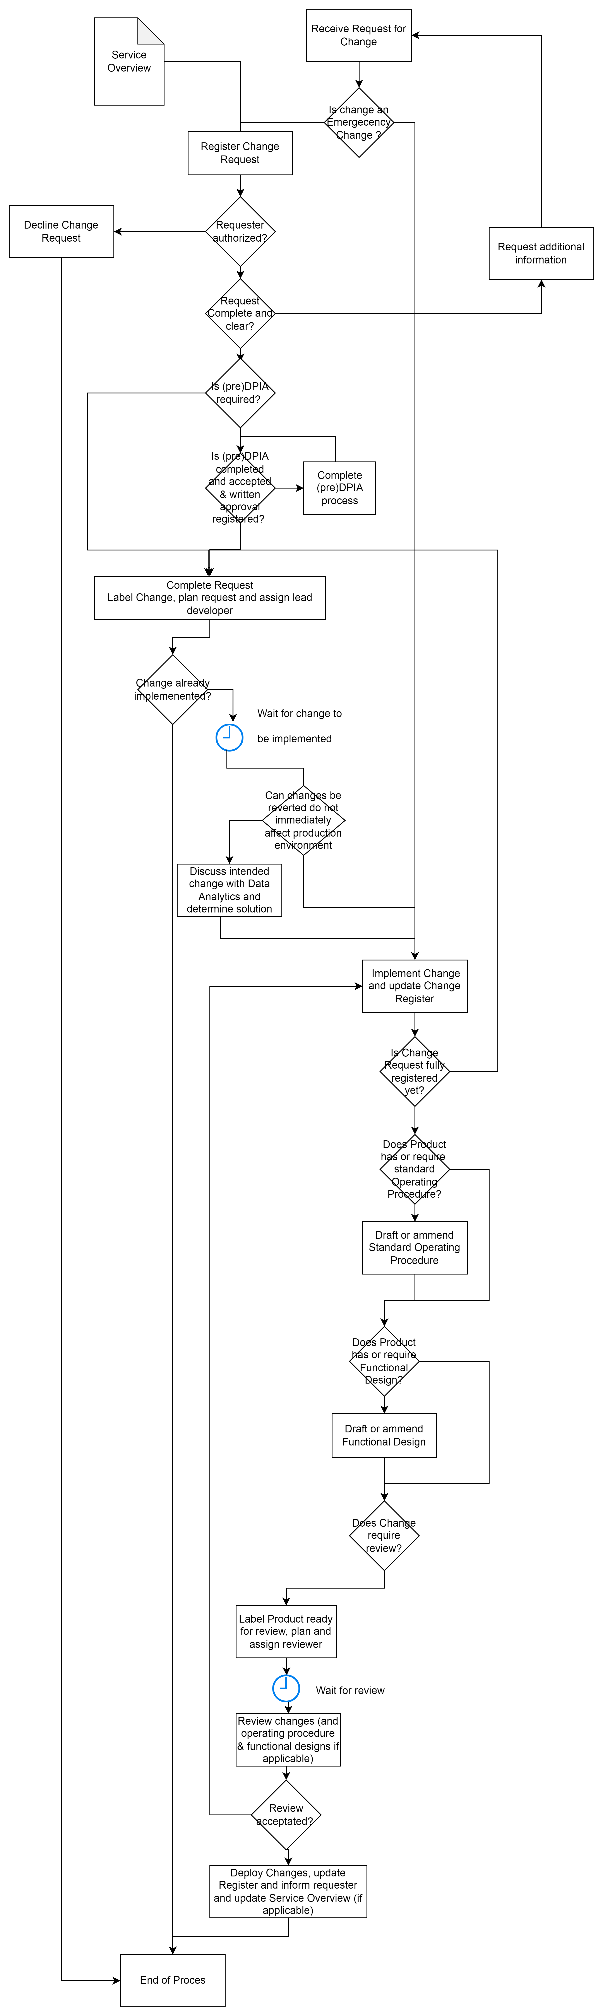 Receive Request for
Change
Service
Overview
Is change an
Emergecency
Change ?
Register Change
Request
Decline Change
Request
Requester
authorized?
Request additional
information
Request
Complete and
clear?
Is (pre)DPIA
required?
Is (pre)DPIA
completed
and accepted
& written
approval
registered?
Complete
(pre)DPIA
process
Complete Request
Label Change, plan request and assign lead
developer
Change already
implemenented?
Wait for change to
be implemented
Can changes be
reverted do not
immediately
affect production
environment
Discuss intended
change with Data
Analytics and
determine solution
Implement Change
and update Change
Register
Is Change
Request fully
registered
yet?
Does Product
has or require
standard
Operating
Procedure?
Draft or ammend
Standard Operating
Procedure
Does Product
has or require
Functional
Design?
Draft or ammend
Functional Design
Does Change
require
review?
Label Product ready
for review, plan and
assign reviewer
Wait for review
Review changes (and
operating procedure
& functional designs if
applicable)
Review
acceptated?
Deploy Changes, update
Register and inform requester
and update Service Overview (if
applicable)
End of Proces